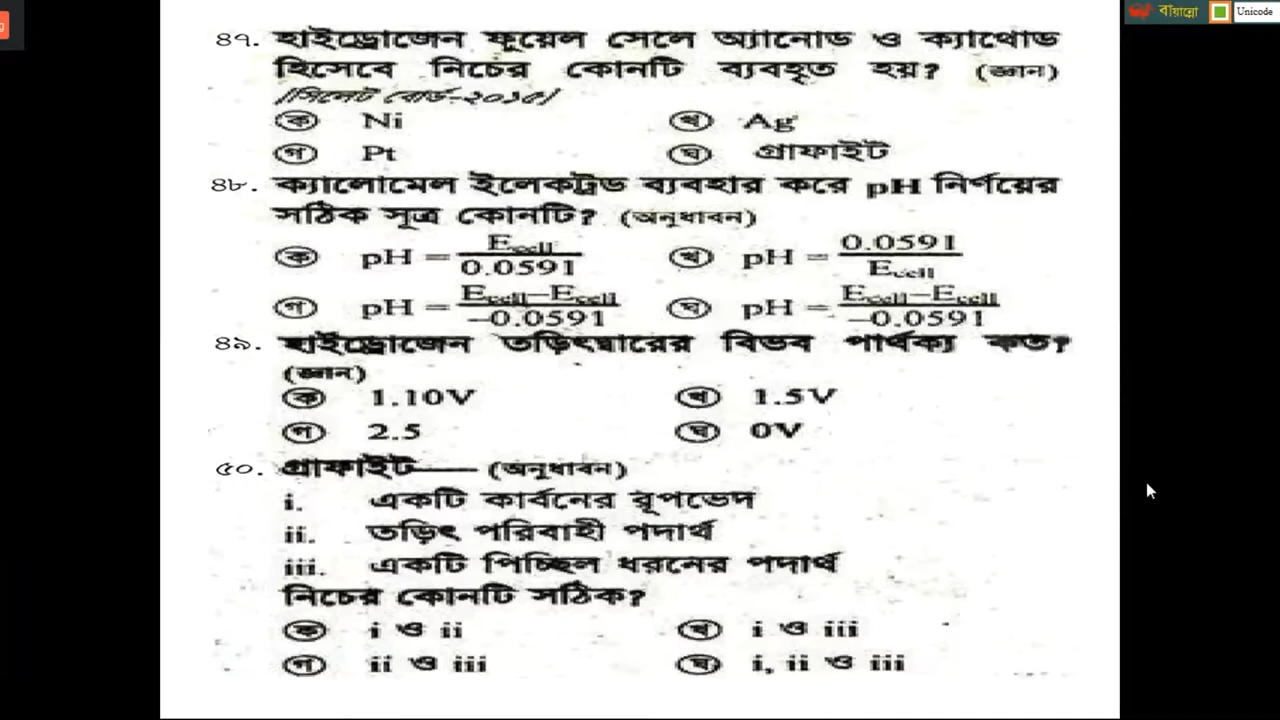 বায়ান্নো Unicode
৪৭. হাইড্রোজেন ফুয়েল সেলে অ্যানোড ও ক্যাথোড
হিসেবে নিচের কোনটি ব্যবহৃত হয়? (জ্ঞান)
[সিলেট বোর্ড-২০১৫]
ক Ni খ Ag
গ Pt ঘ গ্রাফাইট
৪৮. ক্যালোমেল ইলেকট্রড ব্যবহার করে pH নির্ণয়ের
সঠিক সূত্র কোনটি? (অনুধাবন)
ক pH = Ecell/0.0591 খ pH = 0.0591/Ecell
গ pH = Ecell–Ecell/–0.0591 ঘ pH = Ecell–Ecell/–0.0591
৪৯. হাইড্রোজেন তড়িৎদ্বারের বিভব পার্থক্য কত?
(জ্ঞান)
ক 1.10V খ 1.5V
গ 2.5 ঘ 0V
৫০. গ্রাফাইট—— (অনুধাবন)
i. একটি কার্বনের রূপভেদ
ii. তড়িৎ পরিবাহী পদার্থ
iii. একটি পিচ্ছিল ধরনের পদার্থ
নিচের কোনটি সঠিক?
ক i ও ii খ i ও iii
গ ii ও iii ঘ i, ii ও iii